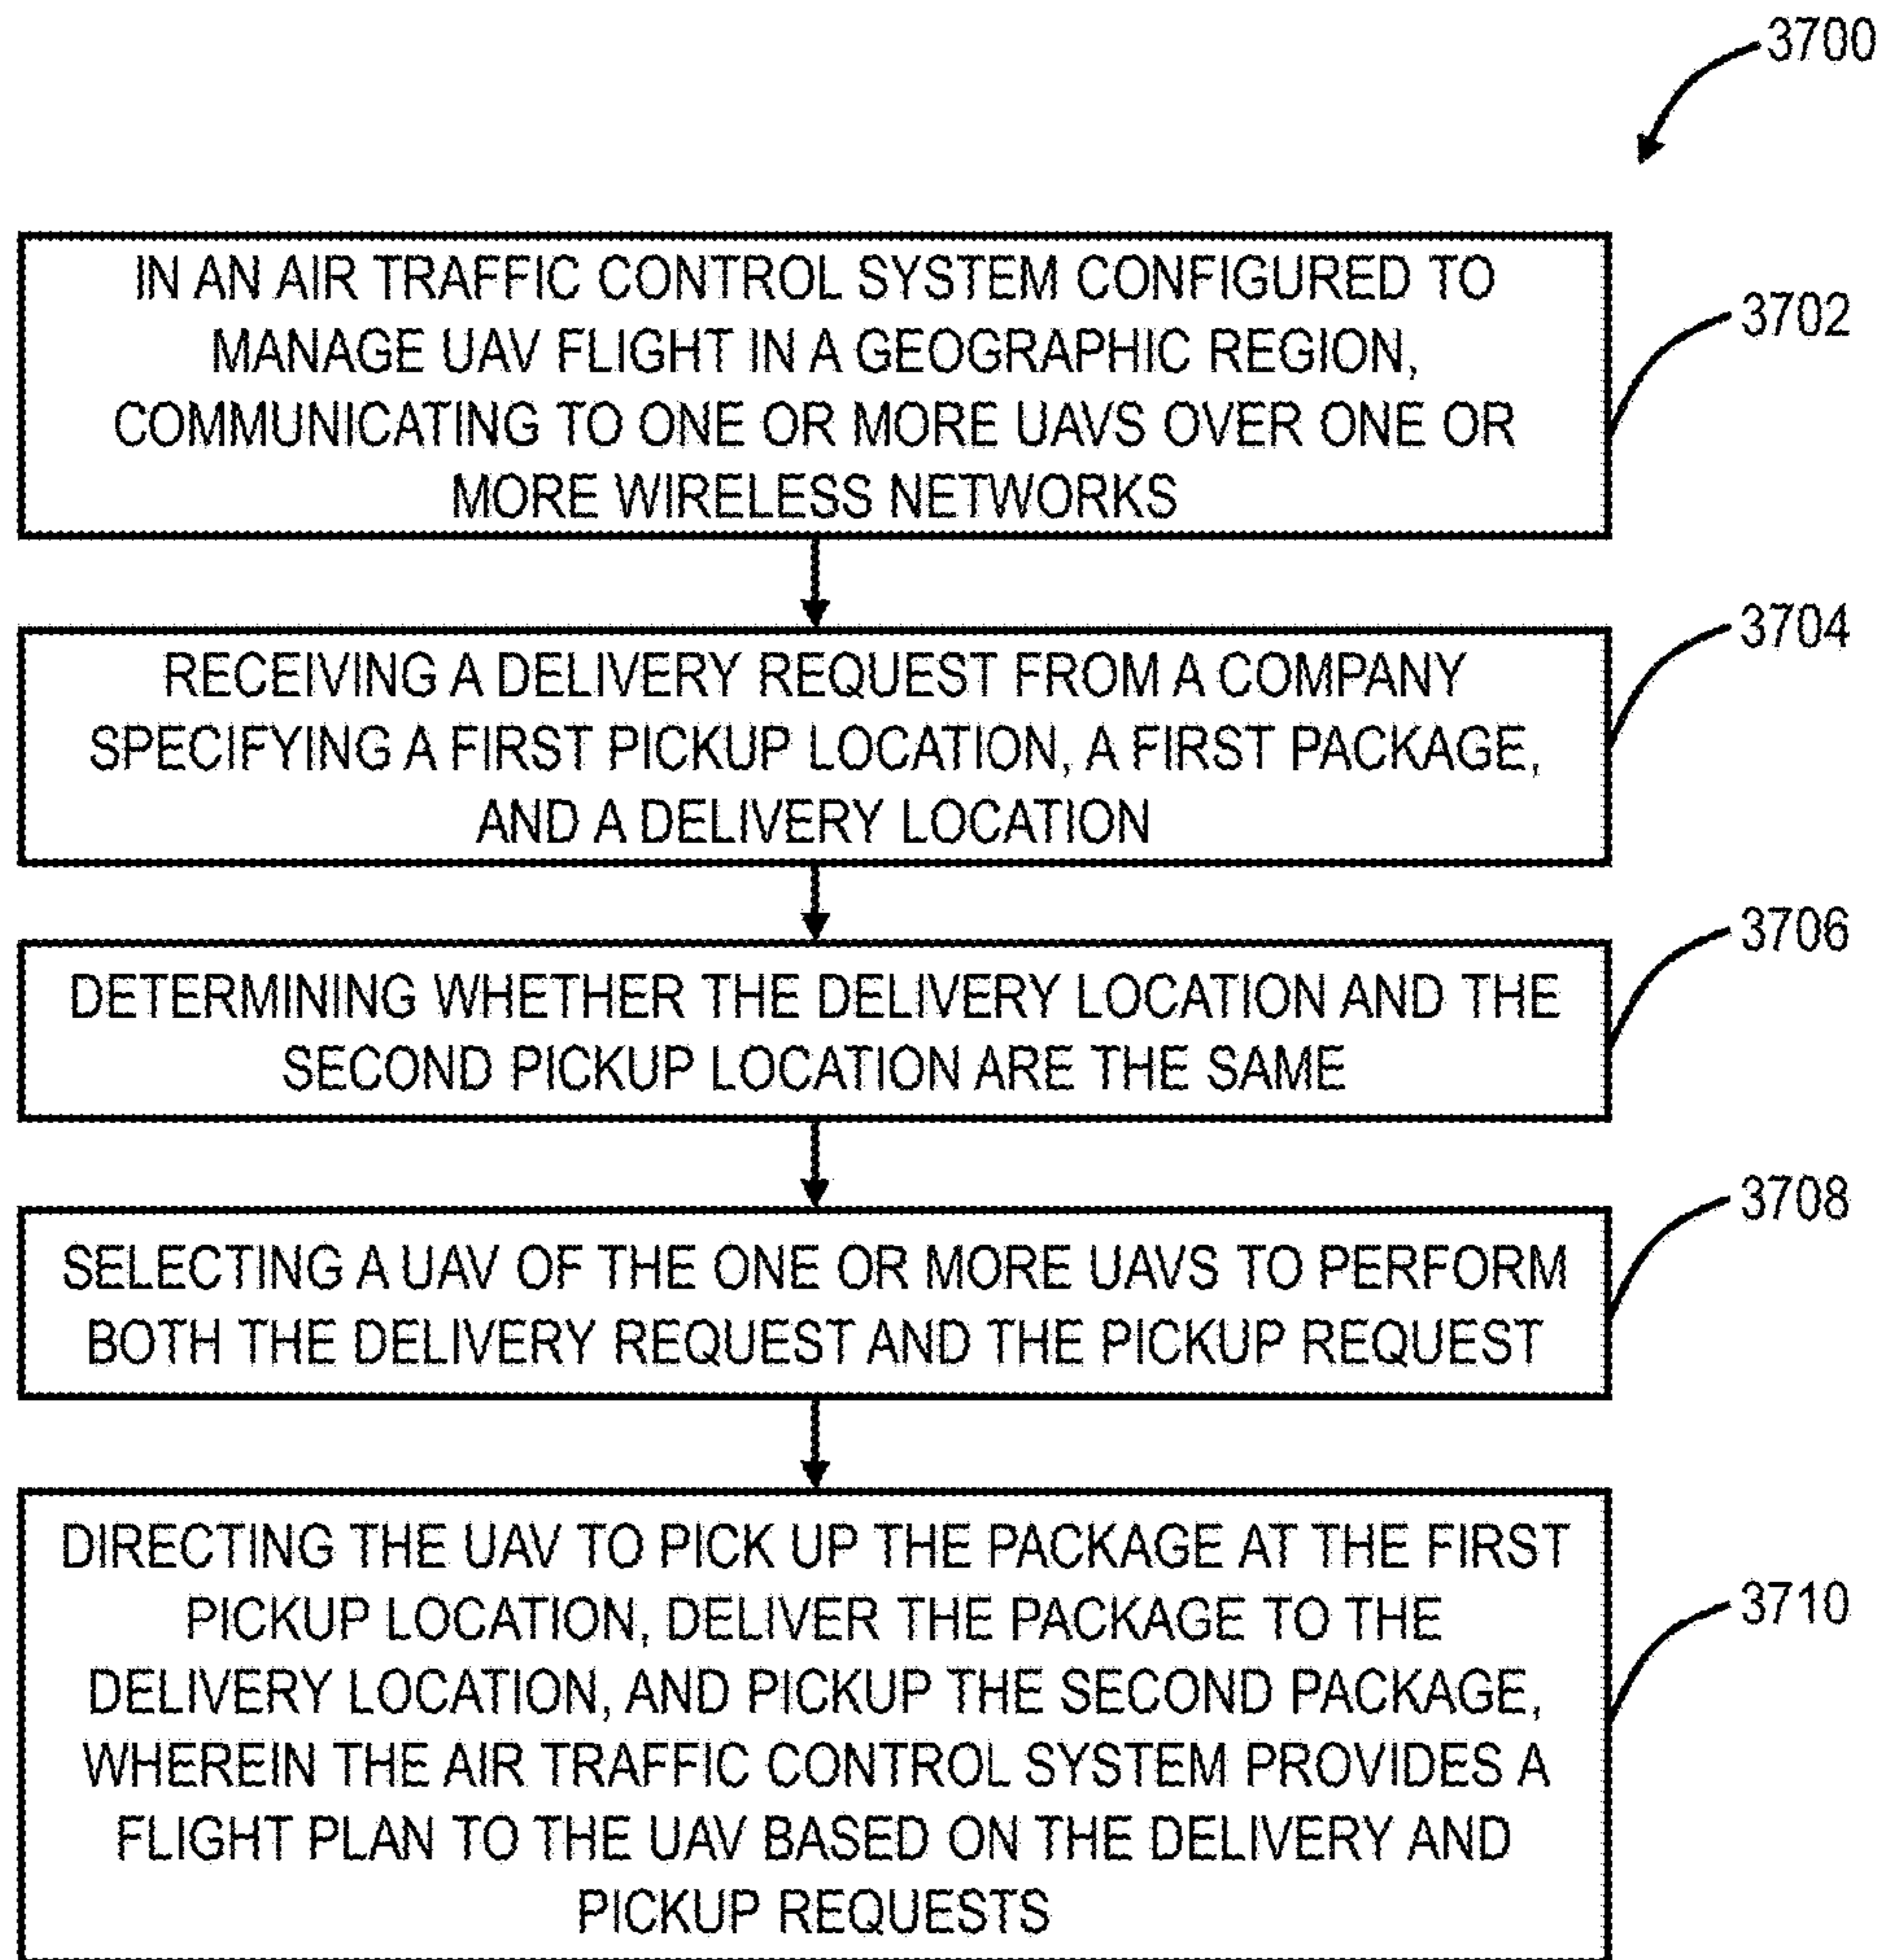 3700
IN AN AIR TRAFFIC CONTROL SYSTEM CONFIGURED TO
MANAGE UAV FLIGHT IN A GEOGRAPHIC REGION,
COMMUNICATING TO ONE OR MORE UAVS OVER ONE OR
MORE WIRELESS NETWORKS
3702
RECEIVING A DELIVERY REQUEST FROM A COMPANY
SPECIFYING A FIRST PICKUP LOCATION, A FIRST PACKAGE,
AND A DELIVERY LOCATION
3704
DETERMINING WHETHER THE DELIVERY LOCATION AND THE
SECOND PICKUP LOCATION ARE THE SAME
3706
SELECTING A UAV OF THE ONE OR MORE UAVS TO PERFORM
BOTH THE DELIVERY REQUEST AND THE PICKUP REQUEST
3708
DIRECTING THE UAV TO PICK UP THE PACKAGE AT THE FIRST
PICKUP LOCATION, DELIVER THE PACKAGE TO THE
DELIVERY LOCATION, AND PICKUP THE SECOND PACKAGE,
WHEREIN THE AIR TRAFFIC CONTROL SYSTEM PROVIDES A
FLIGHT PLAN TO THE UAV BASED ON THE DELIVERY AND
PICKUP REQUESTS
3710